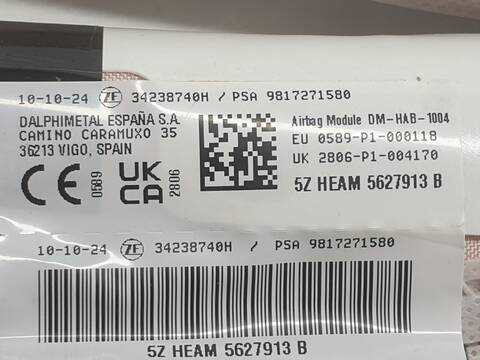 10-10-24 ZF 34238740H / PSA 9817271580
DALPHIMETAL ESPAÑA S.A.
CAMINO CARAMUXO 35
36213 VIGO, SPAIN
CE 0589 UKCA 2806
Airbag Module DM-HAB-1004
EU 0589-P1-000118
UK 2806-P1-004170
5Z HEAM 5627913 B
10-10-24 ZF 34238740H / PSA 9817271580
5Z HEAM 5627913 B